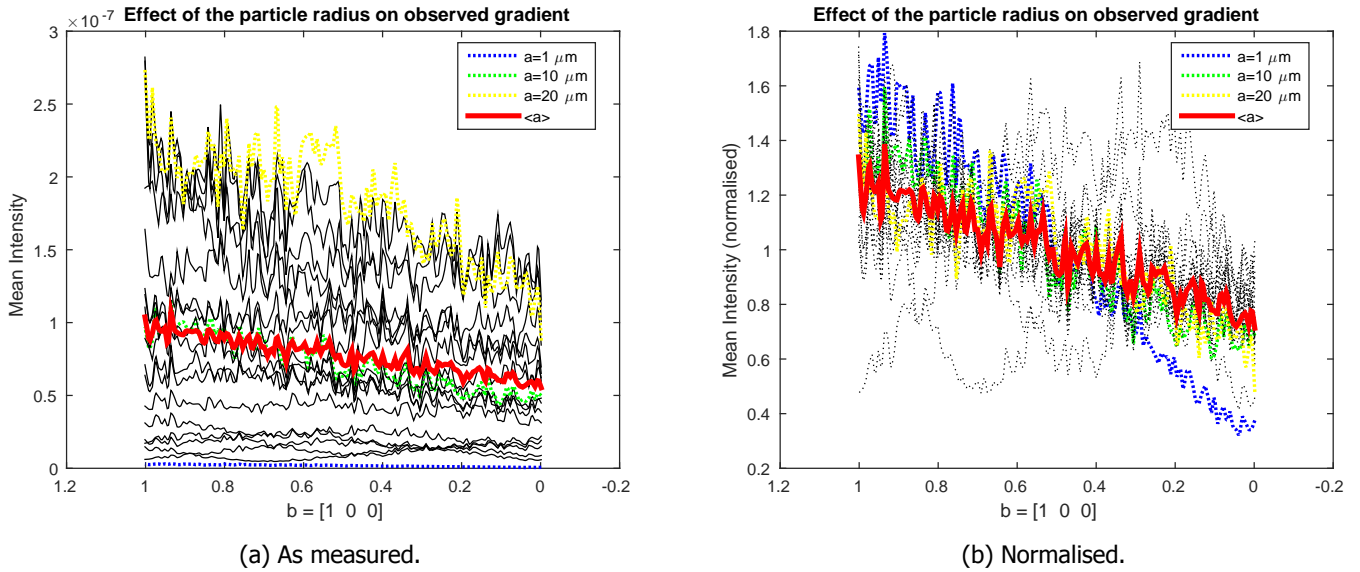 Effect of the particle radius on observed gradient
× 10 -7
3
2.5
2
1.5
1
0.5
0
Mean Intensity
a=1 μm
a=10 μm
a=20 μm
<a>
1.2 1 0.8 0.6 0.4 0.2 0 -0.2
b = [1 0 0]
(a) As measured.
Effect of the particle radius on observed gradient
1.8
1.6
1.4
1.2
1
0.8
0.6
0.4
0.2
Mean Intensity (normalised)
a=1 μm
a=10 μm
a=20 μm
<a>
1.2 1 0.8 0.6 0.4 0.2 0 -0.2
b = [1 0 0]
(b) Normalised.